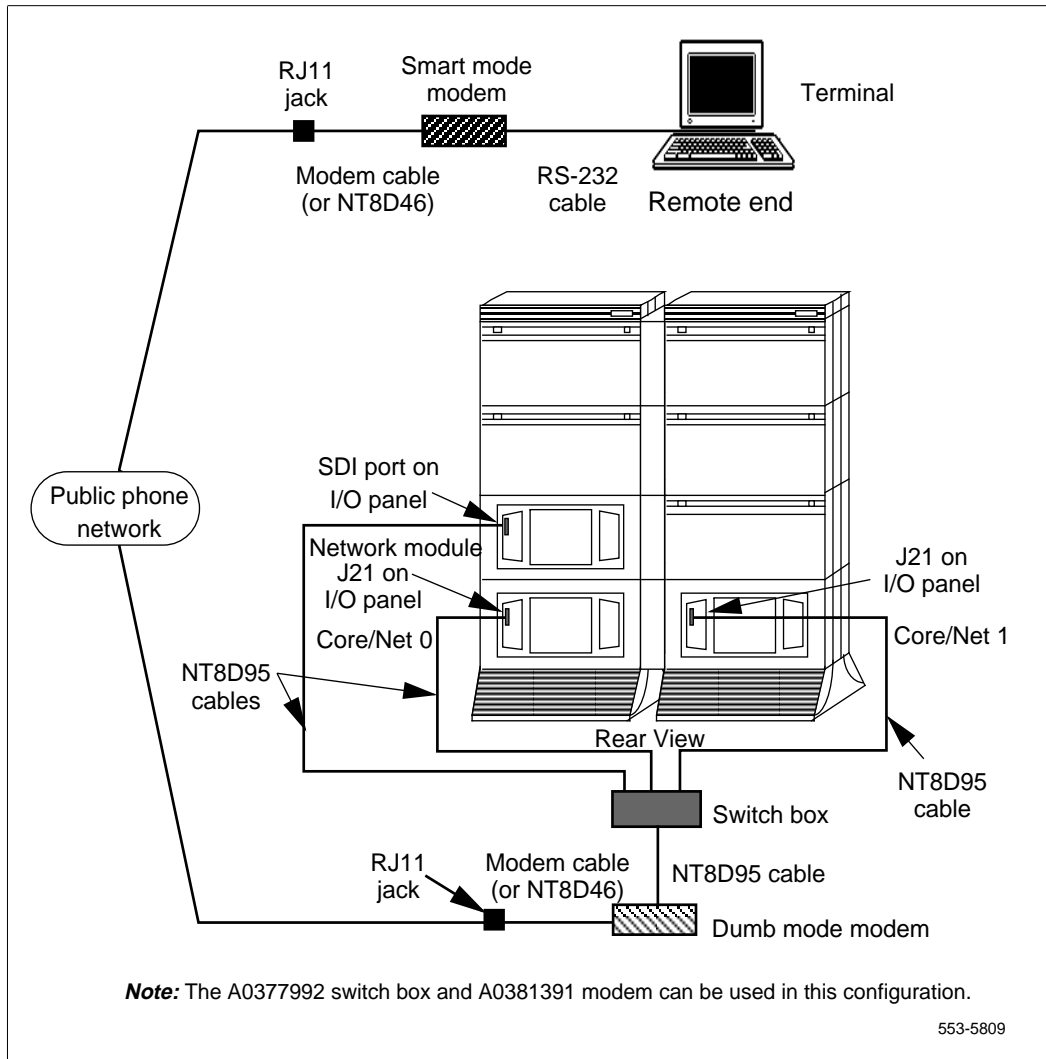 RJ11
jack
Smart mode
modem
Terminal
Modem cable
(or NT8D46)
RS-232
cable
Remote end
SDI port on
I/O panel
Public phone
network
Network module
J21 on
I/O panel
J21 on
I/O panel
Core/Net 0
Core/Net 1
NT8D95
cables
Rear View
NT8D95
cable
Switch box
RJ11
jack
Modem cable
(or NT8D46)
NT8D95 cable
Dumb mode modem
Note: The A0377992 switch box and A0381391 modem can be used in this configuration.
553-5809